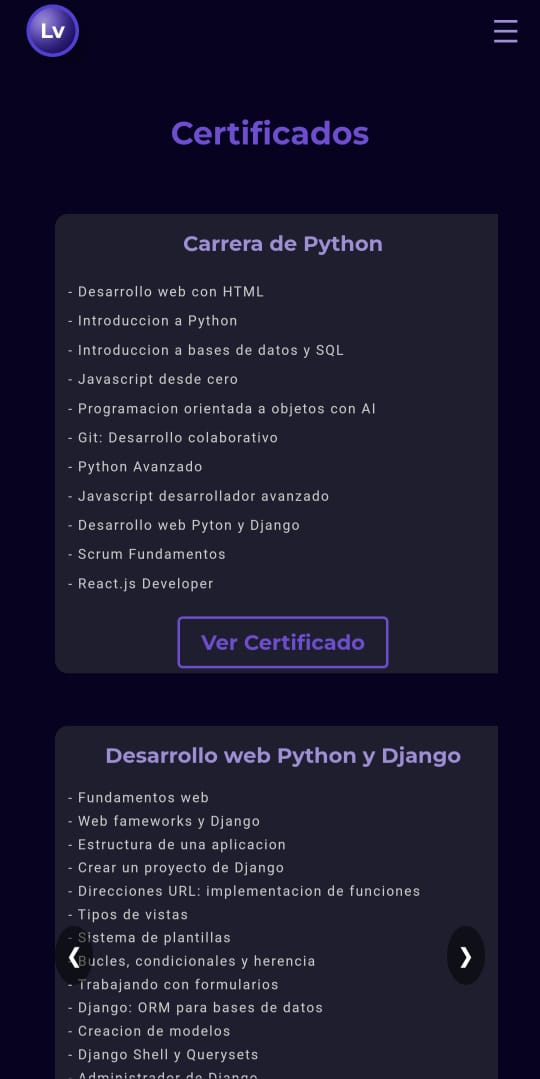 Lv
Certificados
Carrera de Python
- Desarrollo web con HTML
- Introduccion a Python
- Introduccion a bases de datos y SQL
- Javascript desde cero
- Programacion orientada a objetos con AI
- Git: Desarrollo colaborativo
- Python Avanzado
- Javascript desarrollador avanzado
- Desarrollo web Pyton y Django
- Scrum Fundamentos
- React.js Developer
Ver Certificado
Desarrollo web Python y Django
- Fundamentos web
- Web fameworks y Django
- Estructura de una aplicacion
- Crear un proyecto de Django
- Direcciones URL: implementacion de funciones
- Tipos de vistas
- Sistema de plantillas
- Bucles, condicionales y herencia
- Trabajando con formularios
- Django: ORM para bases de datos
- Creacion de modelos
- Django Shell y Querysets
- Administrador de Django